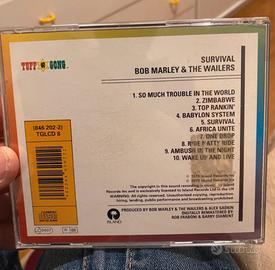 TUFF GONG
SURVIVAL
BOB MARLEY & THE WAILERS
(846 202-2)
TGLCD 8
1. SO MUCH TROUBLE IN THE WORLD
2. ZIMBABWE
3. TOP RANKIN'
4. BABYLON SYSTEM
5. SURVIVAL
6. AFRICA UNITE
7. ONE DROP
8. RIDE NATTY RIDE
9. AMBUSH IN THE NIGHT
10. WAKE UP AND LIVE
PRODUCED BY BOB MARLEY & THE WAILERS & ALEX SADKIN
DIGITALLY REMASTERED BY
ROB FRABONI & BARRY DIAMENT
ISLAND